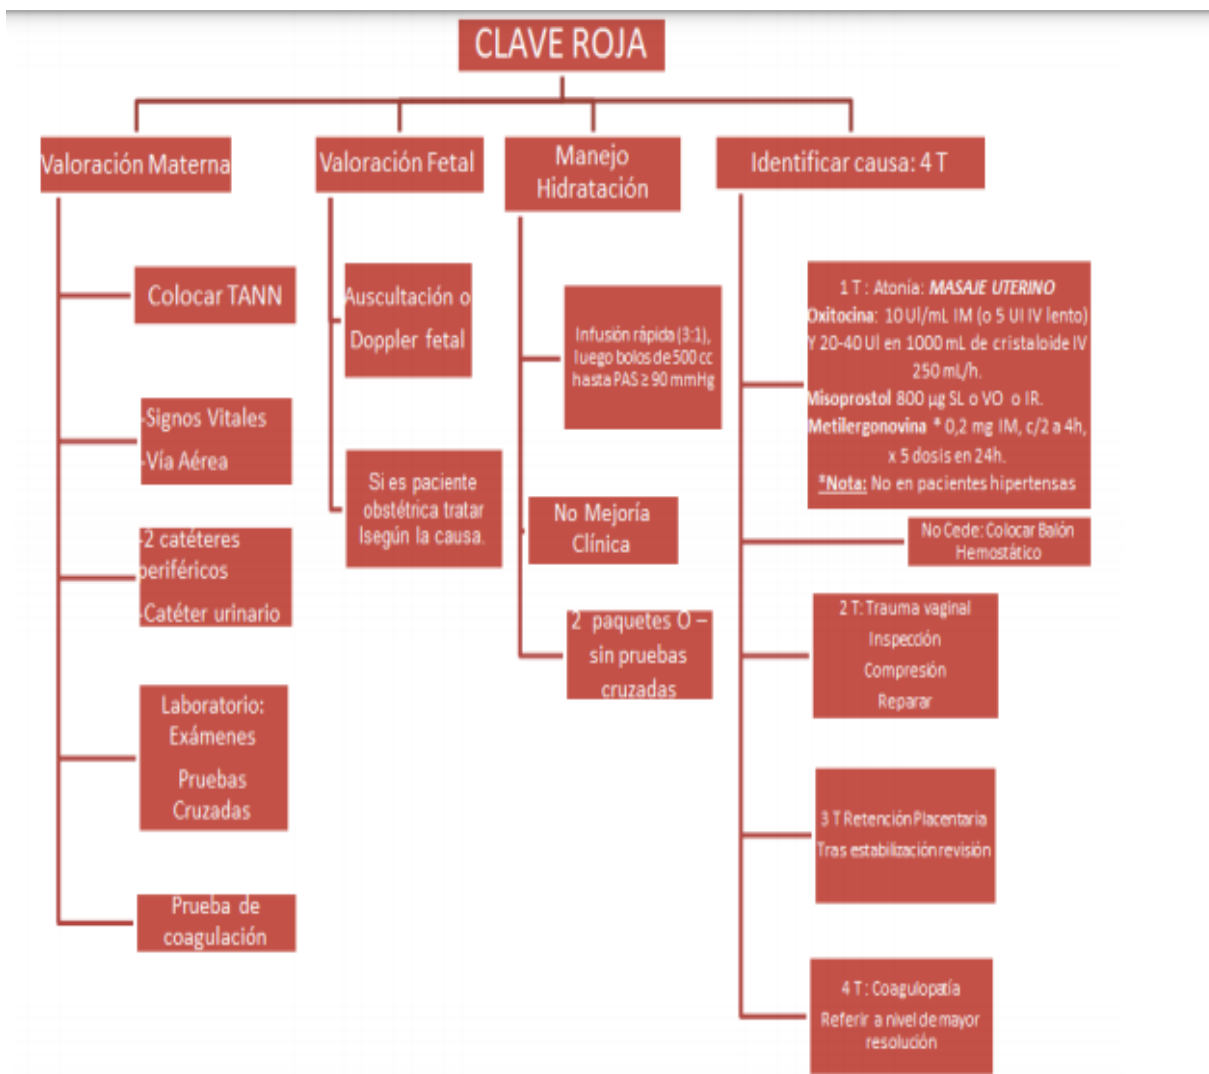 CLAVE ROJA
Valoración Materna
Colocar TANN
-Signos Vitales
-Vía Aérea
-2 catéteres
periféricos
-Catéter urinario
Laboratorio:
Exámenes
Pruebas
Cruzadas
Prueba de
coagulación
Valoración Fetal
Auscultación o
Doppler fetal
Si es paciente
obstétrica tratar
lsegún la causa.
Manejo
Hidratación
Infusión rápida (3:1),
luego bolos de 500 cc
hasta PAS ≥ 90 mmHg
No Mejoría
Clínica
2 paquetes O –
sin pruebas
cruzadas
Identificar causa: 4 T
1 T : Atonía: MASAJE UTERINO
Oxitocina: 10 UI/mL IM (o 5 UI IV lento)
Y 20-40 UI en 1000 mL de cristaloide IV
250 mL/h.
Misoprostol 800 µg SL o VO o IR.
Metilergonovina * 0,2 mg IM, c/2 a 4h,
x 5 dosis en 24h.
*Nota: No en pacientes hipertensas
No Cede: Colocar Balón
Hemostático
2 T: Trauma vaginal
Inspección
Compresión
Reparar
3 T Retención Placentaria
Tras estabilización revisión
4 T : Coagulopatía
Referir a nivel de mayor
resolución